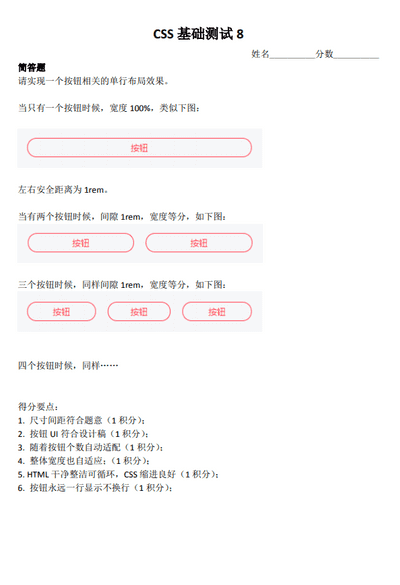 CSS 基础测试 8
姓名__________分数__________
简答题
请实现一个按钮相关的单行布局效果。
当只有一个按钮时候，宽度 100%，类似下图：
按钮
左右安全距离为 1rem。
当有两个按钮时候，间隙 1rem，宽度等分，如下图：
按钮 按钮
三个按钮时候，同样间隙 1rem，宽度等分，如下图：
按钮 按钮 按钮
四个按钮时候，同样……
得分要点：
1. 尺寸间距符合题意（1 积分）；
2. 按钮 UI 符合设计稿（1 积分）；
3. 随着按钮个数自动适配（1 积分）；
4. 整体宽度也自适应；（1 积分）；
5. HTML 干净整洁可循环，CSS 缩进良好（1 积分）；
6. 按钮永远一行显示不换行（1 积分）；